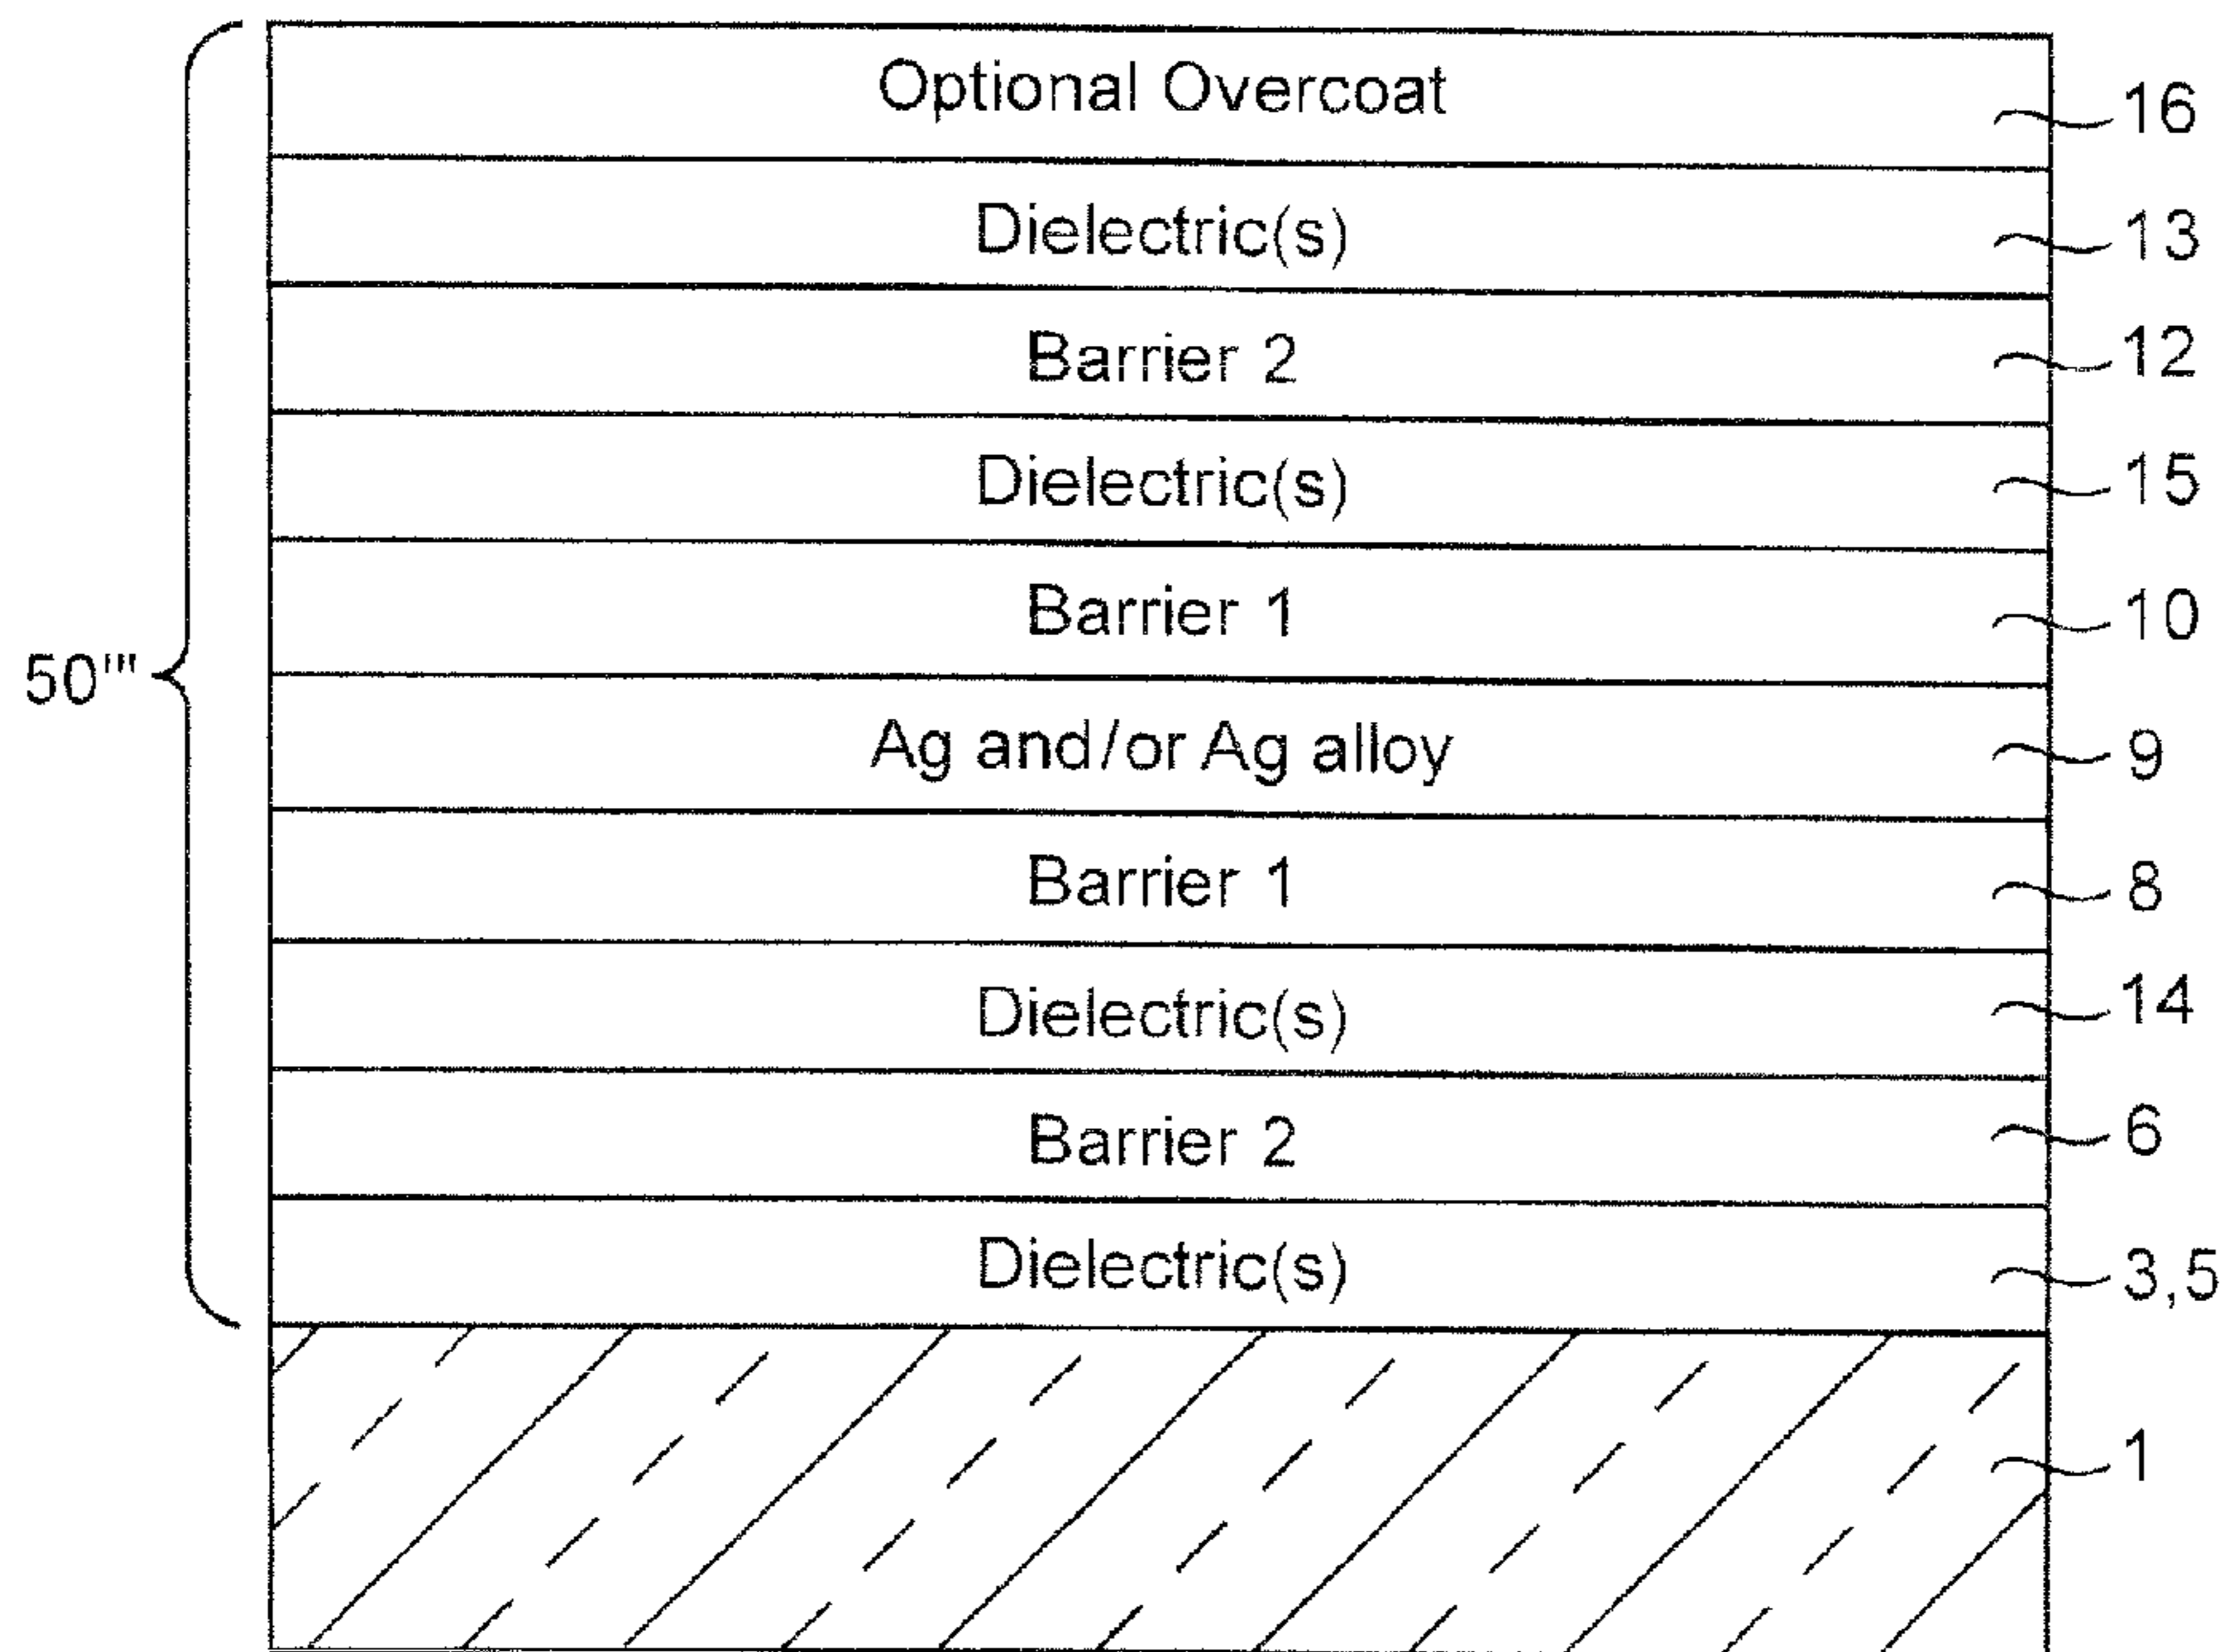 Optional Overcoat 16
Dielectric(s) 13
Barrier 2 12
Dielectric(s) 15
Barrier 1 10
50'''
Ag and/or Ag alloy 9
Barrier 1 8
Dielectric(s) 14
Barrier 2 6
Dielectric(s) 3,5
1